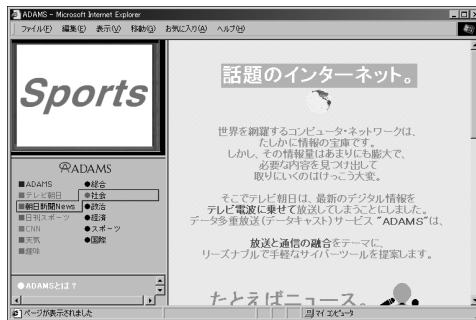 ADAMS - Microsoft Internet Explorer
ファイル(F) 編集(E) 表示(V) 移動(G) お気に入り(A) ヘルプ(H)
Sports
ADAMS
■ADAMS
■テレビ朝日
■朝日新聞News
■日刊スポーツ
■CNN
■天気
■趣味
●総合
●社会
●政治
●経済
●スポーツ
●国際
●ADAMSとは？
話題のインターネット。
世界を網羅するコンピュータ・ネットワークは、
たしかに情報の宝庫です。
しかし、その情報量はあまりにも膨大で、
必要な内容を見つけ出して
取りにいくのはけっこう大変。
そこでテレビ朝日は、最新のデジタル情報を
テレビ電波に乗せて放送してしまうことにしました。
データ多重放送(データキャスト)サービス "ADAMS"は、
放送と通信の融合をテーマに、
リーズナブルで手軽なサイバーツールを提案します。
たとえばニュース。
ページが表示されました
マイ コンピュータ